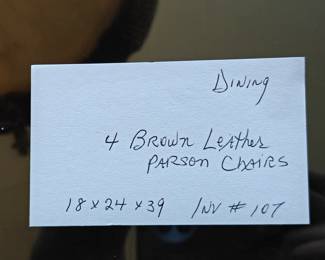 Dining
4 Brown Leather
PARSON CHAIRS
18 x 24 x 39 INV # 107